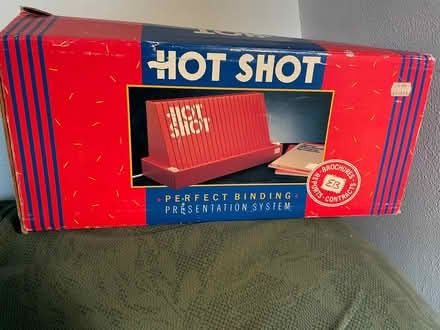 HOT SHOT
HOT
SHOT
BROCHURES
CONTRACTS
REPORTS
PERFECT BINDING
PRESENTATION SYSTEM